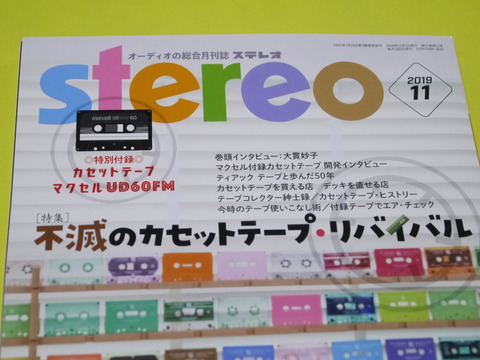 オーディオの総合月刊誌 ステレオ
stereo
2019
11
maxell UD 60
◎特別付録◎
カセットテープ
マクセルUD60FM
巻頭インタビュー:大貫妙子
マクセル付録カセットテープ 開発インタビュー
ティアック テープと歩んだ50年
カセットテープを買える店 デッキを直せる店
テープコレクター紳士録/カセットテープ・ヒストリー
今時のテープ使いこなし術/付録テープでエア・チェック
[特集]
不滅のカセットテープ・リバイバル